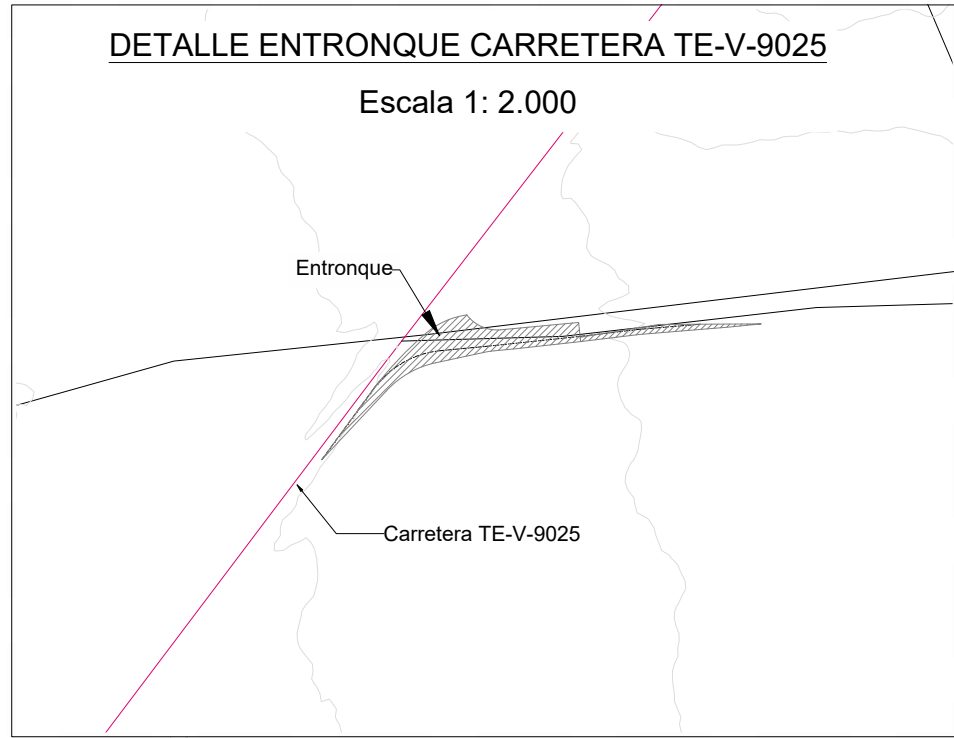 DETALLE ENTRONQUE CARRETERA TE-V-9025
Escala 1: 2.000
Entronque
Carretera TE-V-9025